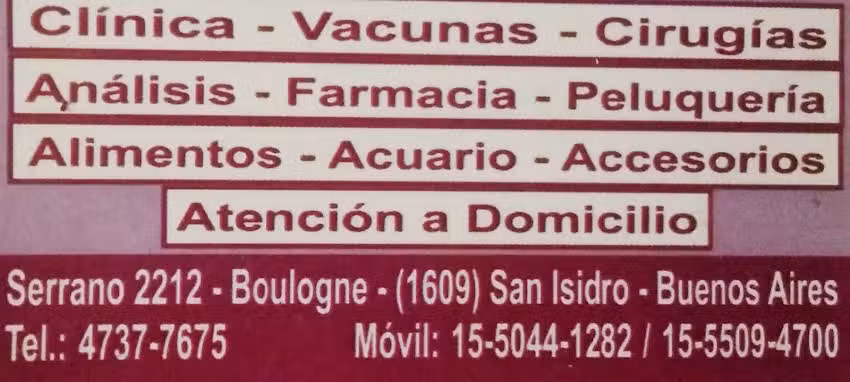 Clínica - Vacunas - Cirugías
Análisis - Farmacia - Peluquería
Alimentos - Acuario - Accesorios
Atención a Domicilio
Serrano 2212 - Boulogne - (1609) San Isidro - Buenos Aires
Tel.: 4737-7675 Móvil: 15-5044-1282 / 15-5509-4700